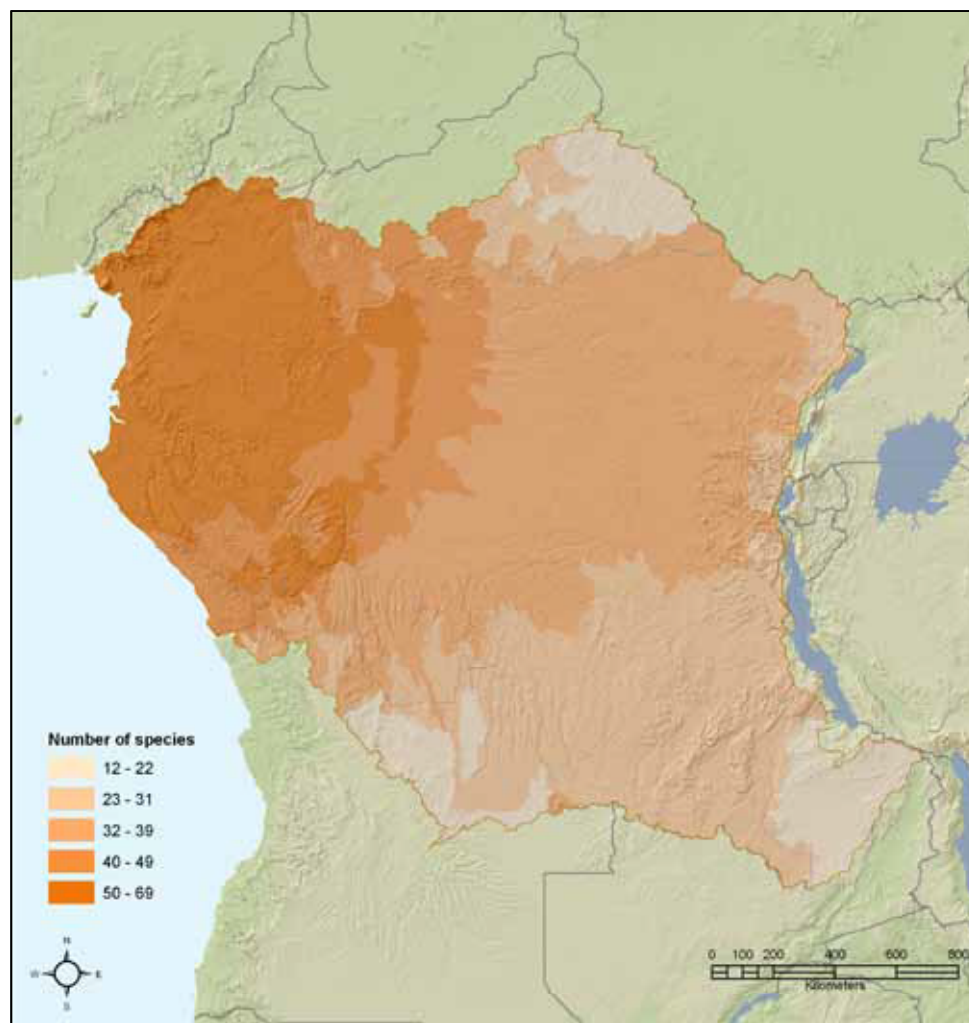 Number of species
12 - 22
23 - 31
32 - 39
40 - 49
50 - 69
N
W
E
S
0 100 200 400 600 800
Kilometers